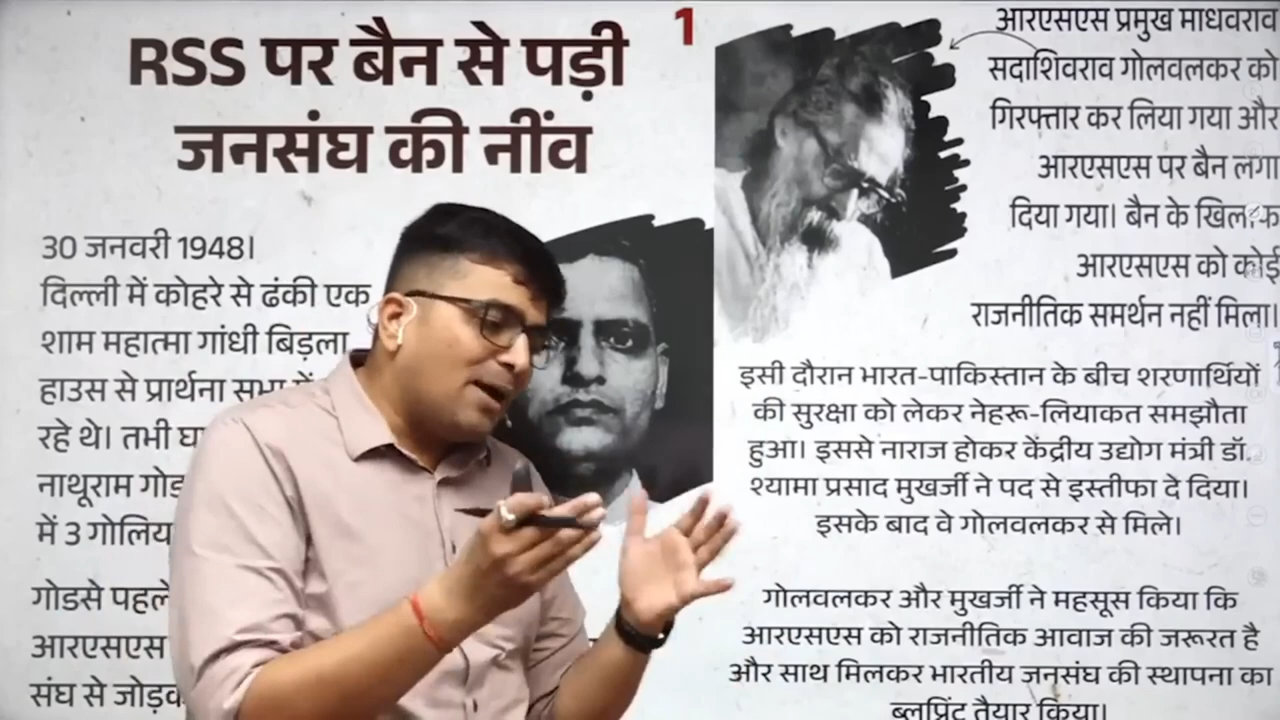 RSS पर बैन से पड़ी
जनसंघ की नींव
1
30 जनवरी 1948।
दिल्ली में कोहरे से ढंकी एक
शाम महात्मा गांधी बिड़ला
हाउस से प्रार्थना सभा में
रहे थे। तभी
नाथूराम
में 3
गोडसे पहले
आरएसएस
संघ से
आरएसएस प्रमुख माधवराव
सदाशिवराव गोलवलकर को
गिरफ्तार कर लिया गया और
आरएसएस पर बैन लगा
दिया गया। बैन के खिलाफ
आरएसएस को कोई
राजनीतिक समर्थन नहीं मिला।
इसी दौरान भारत-पाकिस्तान के बीच शरणार्थियों
की सुरक्षा को लेकर नेहरू-लियाकत समझौता
हुआ। इससे नाराज होकर केंद्रीय उद्योग मंत्री डॉ.
श्यामा प्रसाद मुखर्जी ने पद से इस्तीफा दे दिया।
इसके बाद वे गोलवलकर से मिले।
गोलवलकर और मुखर्जी ने महसूस किया कि
आरएसएस को राजनीतिक आवाज की जरूरत है
और साथ मिलकर भारतीय जनसंघ की स्थापना का
ब्लूप्रिंट तैयार किया।